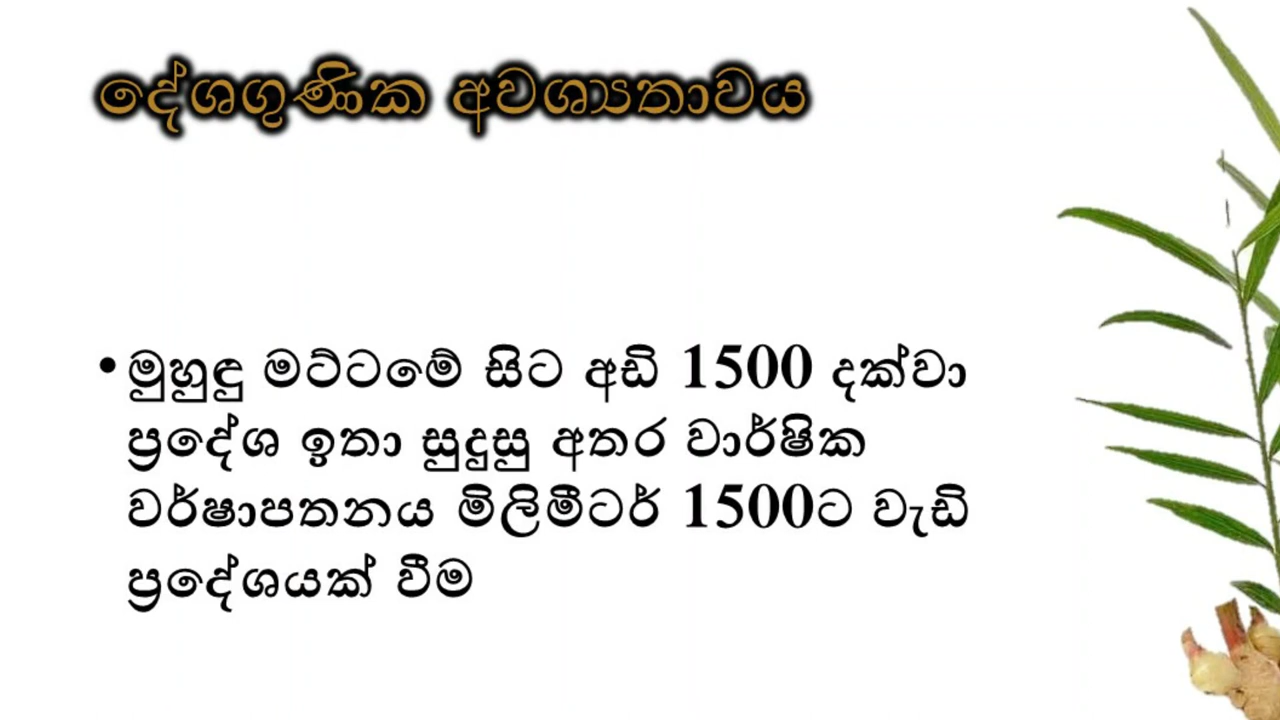 දේශගුණික අවශ්‍යතාවය
• මුහුඳු මට්ටමේ සිට අඩි 1500 දක්වා
ප්‍රදේශ ඉතා සුදුසු අතර වාර්ෂික
වර්ෂාපතනය මිලිමීටර් 1500ට වැඩි
ප්‍රදේශයක් වීම